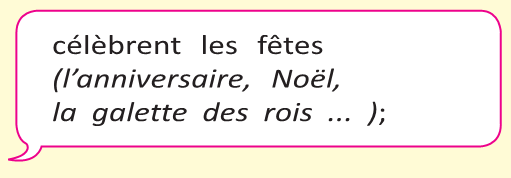 célèbrent les fêtes
(l’anniversaire, Noël,
la galette des rois ... );